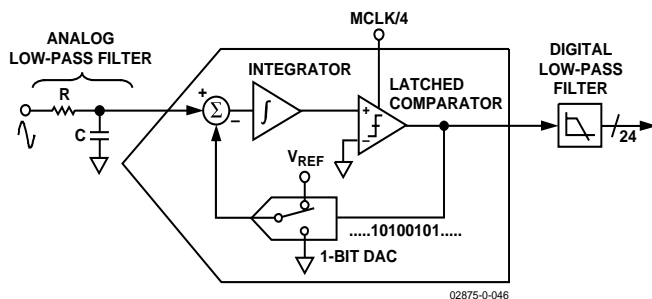 MCLK/4
ANALOG
LOW-PASS FILTER
R
C
+
Σ
–
INTEGRATOR
∫
LATCHED
COMPARATOR
+
–
DIGITAL
LOW-PASS
FILTER
24
VREF
.....10100101.....
1-BIT DAC
02875-0-046